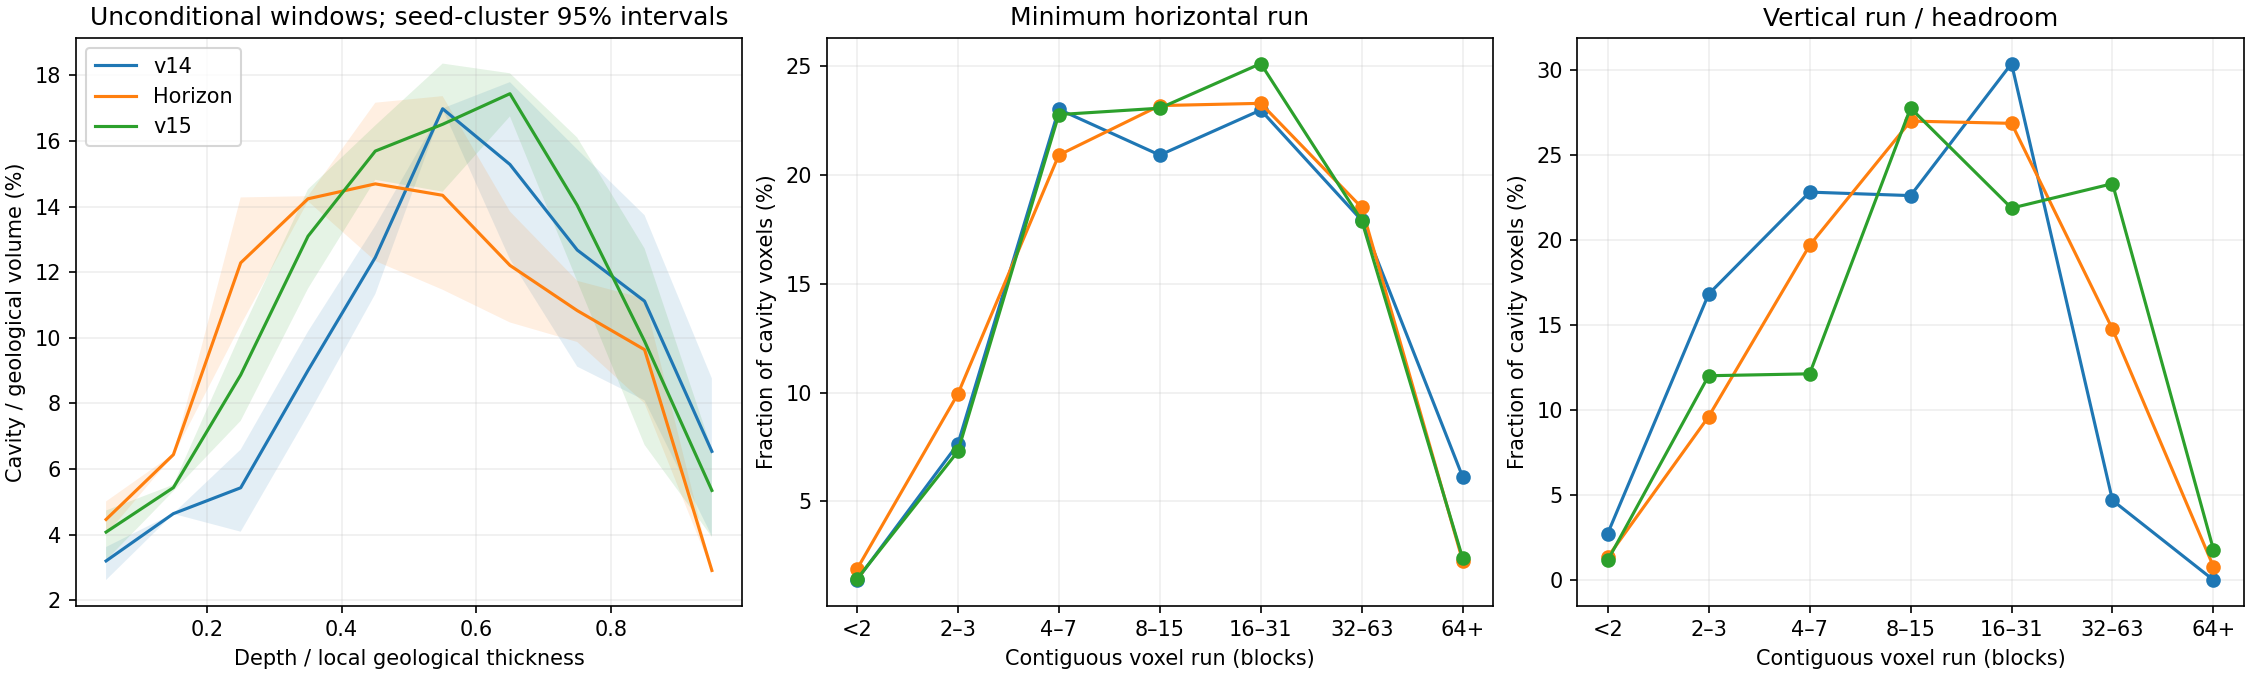 Unconditional windows; seed-cluster 95% intervals
v14
Horizon
v15
18
16
14
12
10
8
6
4
2
Cavity / geological volume (%)
0.2 0.4 0.6 0.8
Depth / local geological thickness
Minimum horizontal run
25
20
15
10
5
Fraction of cavity voxels (%)
<2 2–3 4–7 8–15 16–31 32–63 64+
Contiguous voxel run (blocks)
Vertical run / headroom
30
25
20
15
10
5
0
Fraction of cavity voxels (%)
<2 2–3 4–7 8–15 16–31 32–63 64+
Contiguous voxel run (blocks)